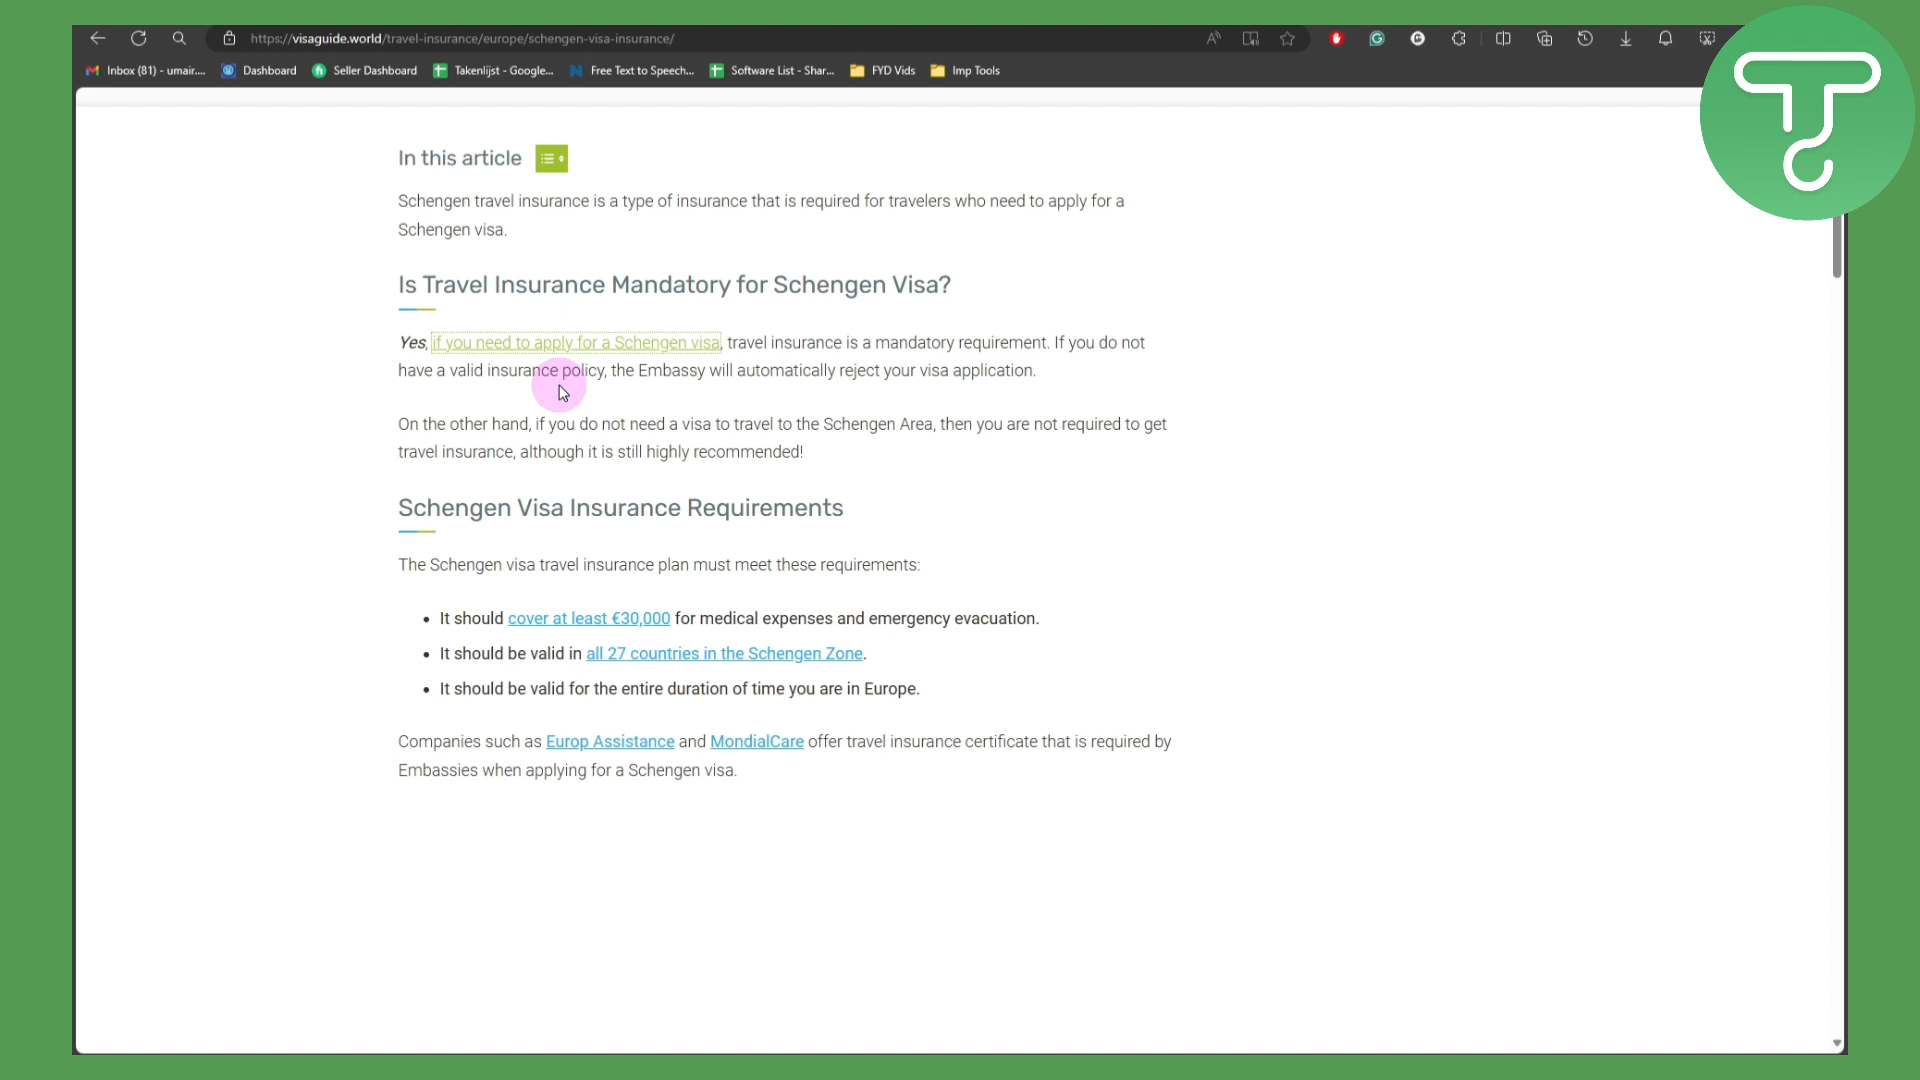 https://visaguide.world/travel-insurance/europe/schengen-visa-insurance/
Inbox (81) - umair.... Dashboard Seller Dashboard Takenlijst - Google... Free Text to Speech... Software List - Shar... FYD Vids Imp Tools
In this article
Schengen travel insurance is a type of insurance that is required for travelers who need to apply for a
Schengen visa.
Is Travel Insurance Mandatory for Schengen Visa?
Yes, if you need to apply for a Schengen visa, travel insurance is a mandatory requirement. If you do not
have a valid insurance policy, the Embassy will automatically reject your visa application.
On the other hand, if you do not need a visa to travel to the Schengen Area, then you are not required to get
travel insurance, although it is still highly recommended!
Schengen Visa Insurance Requirements
The Schengen visa travel insurance plan must meet these requirements:
• It should cover at least €30,000 for medical expenses and emergency evacuation.
• It should be valid in all 27 countries in the Schengen Zone.
• It should be valid for the entire duration of time you are in Europe.
Companies such as Europ Assistance and MondialCare offer travel insurance certificate that is required by
Embassies when applying for a Schengen visa.